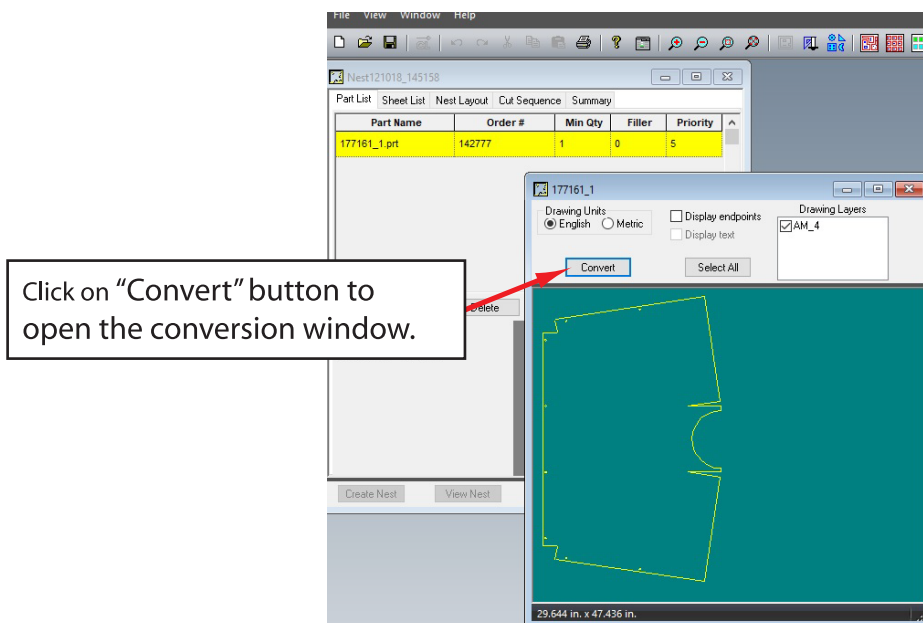 File View Window Help
Nest121018_145158
Part List Sheet List Nest Layout Cut Sequence Summary
Part Name Order # Min Qty Filler Priority
177161_1.prt 142777 1 0 5
177161_1
Drawing Units
English Metric
Display endpoints
Display text
Drawing Layers
AM_4
Convert Select All
Click on "Convert" button to
open the conversion window.
Delete
Create Nest View Nest
29.644 in. x 47.436 in.